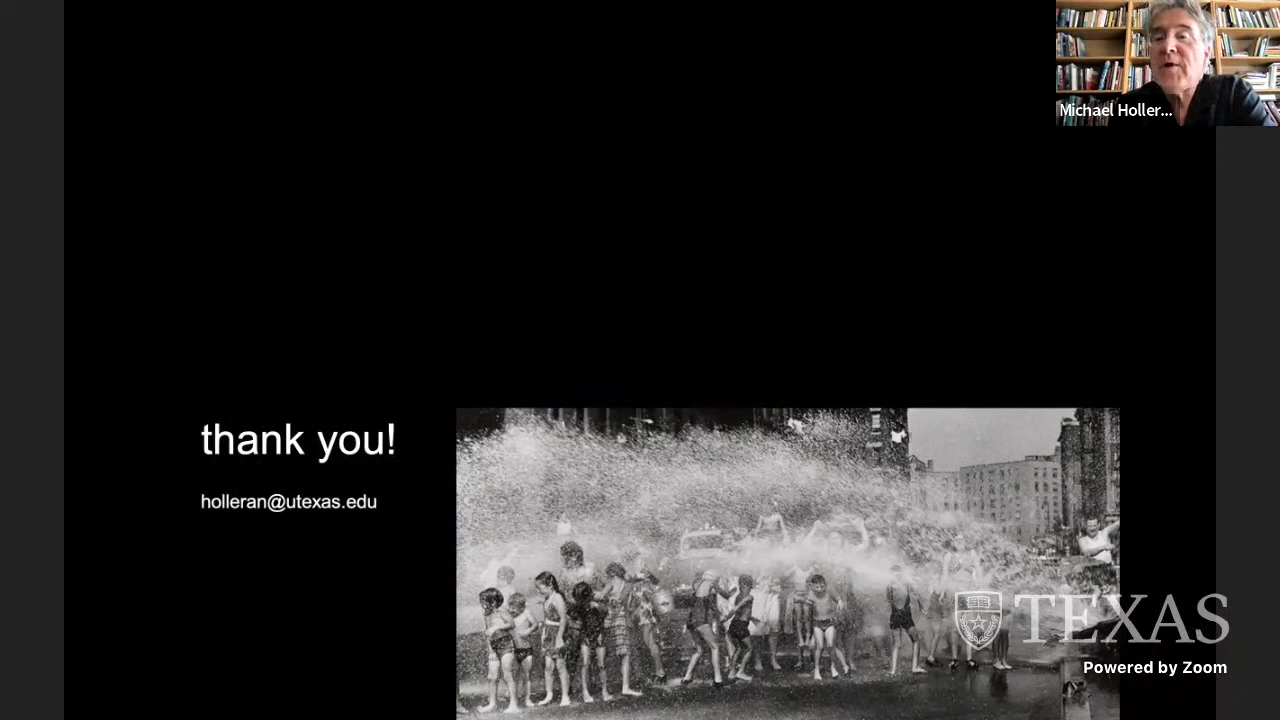 Michael Holler...
thank you!
holleran@utexas.edu
TEXAS
Powered by Zoom